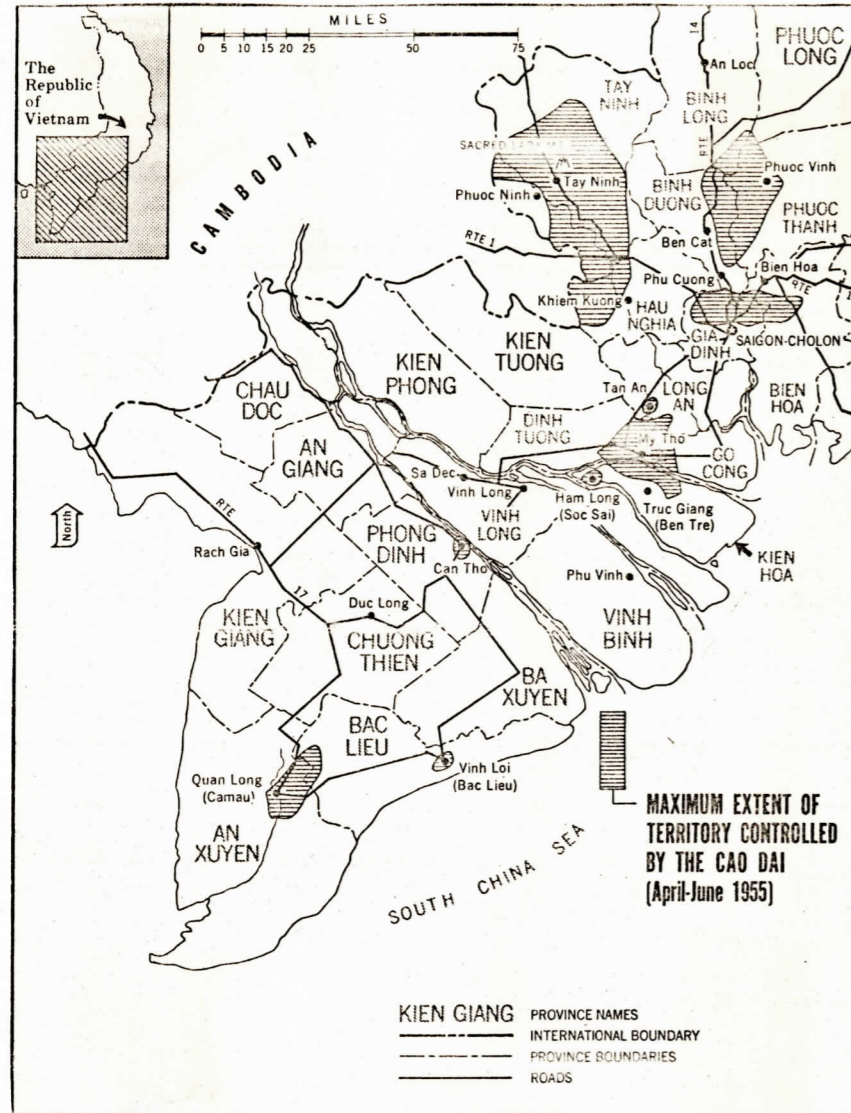 MILES
0 5 10 15 20 25 50 75
The
Republic
of
Vietnam
CAMBODIA
PHUOC
LONG
14
An Loc
TAY
NINH
BINH
LONG
RTE
SACRED LADY MT.
Tay Ninh
Phuoc Ninh
BINH
DUONG
Phuoc Vinh
PHUOC
THANH
Ben Cat
RTE 1
Phu Cuong
Bien Hoa
RTE
Khiem Kuong
HAU
NGHIA
GIA
DINH
SAIGON-CHOLON
KIEN
TUONG
KIEN
PHONG
CHAU
DOC
Tan An
LONG
AN
BIEN
HOA
DINH
TUONG
AN
GIANG
My Tho
GO
CONG
Sa Dec
Vinh Long
VINH
LONG
Ham Long
(Soc Sai)
Truc Giang
(Ben Tre)
North
RTE
17
Rach Gia
PHONG
DINH
Can Tho
KIEN
HOA
Phu Vinh
KIEN
GIANG
Duc Long
CHUONG
THIEN
VINH
BINH
BA
XUYEN
BAC
LIEU
Quan Long
(Camau)
Vinh Loi
(Bac Lieu)
AN
XUYEN
SOUTH CHINA SEA
MAXIMUM EXTENT OF
TERRITORY CONTROLLED
BY THE CAO DAI
(April-June 1955)
KIEN GIANG PROVINCE NAMES
INTERNATIONAL BOUNDARY
PROVINCE BOUNDARIES
ROADS